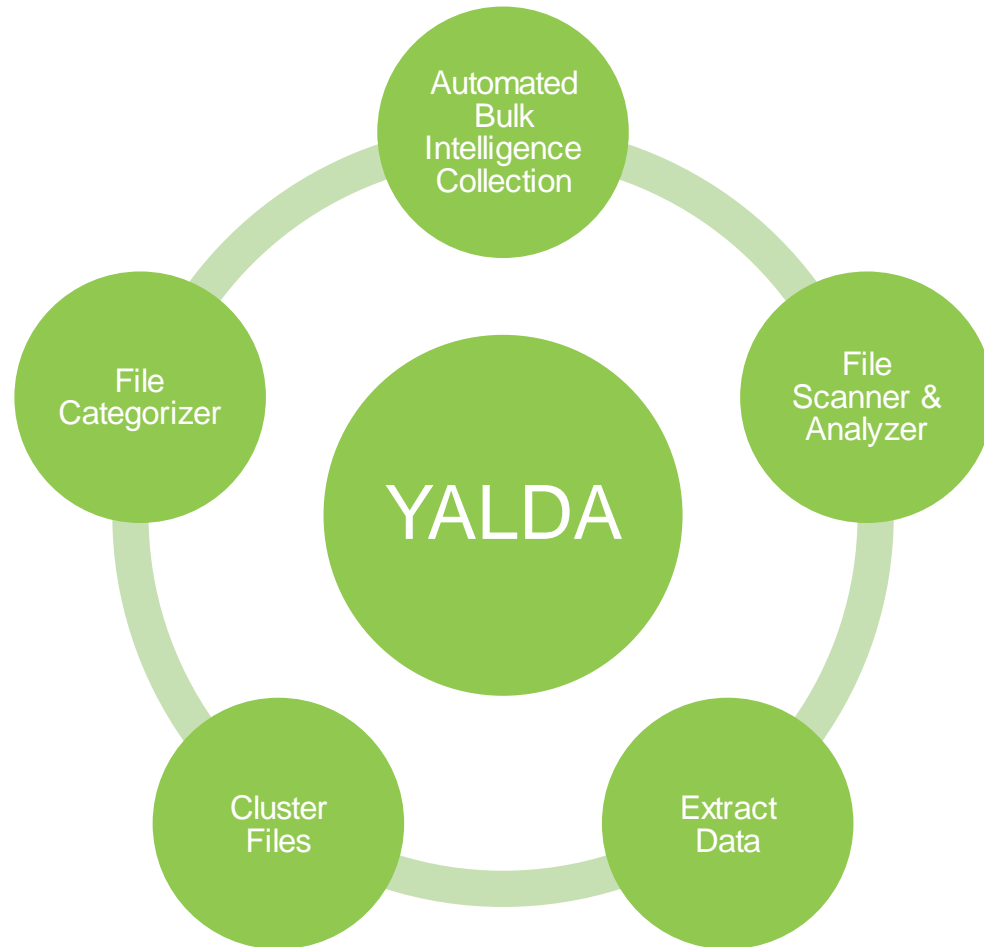 Automated
Bulk
Intelligence
Collection
File
Scanner &
Analyzer
Extract
Data
Cluster
Files
File
Categorizer
YALDA